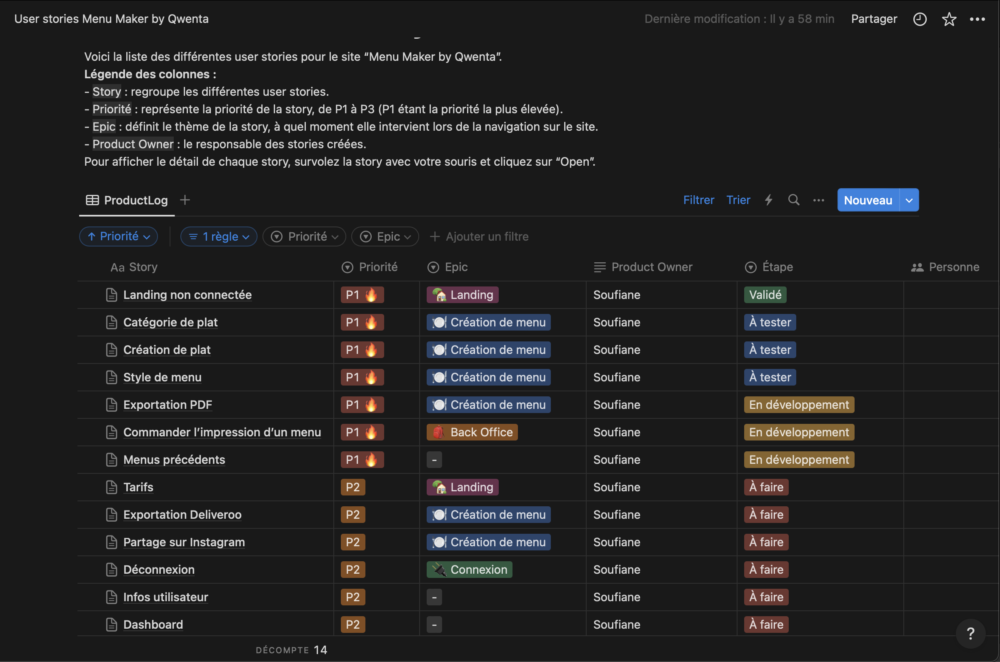 User stories Menu Maker by Qwenta Dernière modification : Il y a 58 min Partager
Voici la liste des différentes user stories pour le site “Menu Maker by Qwenta”.
Légende des colonnes :
- Story : regroupe les différentes user stories.
- Priorité : représente la priorité de la story, de P1 à P3 (P1 étant la priorité la plus élevée).
- Epic : définit le thème de la story, à quel moment elle intervient lors de la navigation sur le site.
- Product Owner : le responsable des stories créées.
Pour afficher le détail de chaque story, survolez la story avec votre souris et cliquez sur “Open”.
ProductLog Filtrer Trier Nouveau
Priorité 1 règle Priorité Epic Ajouter un filtre
Aa Story Priorité Epic Product Owner Étape Personne
Landing non connectée P1 🔥 Landing Soufiane Validé
Catégorie de plat P1 🔥 Création de menu Soufiane À tester
Création de plat P1 🔥 Création de menu Soufiane À tester
Style de menu P1 🔥 Création de menu Soufiane À tester
Exportation PDF P1 🔥 Création de menu Soufiane En développement
Commander l’impression d’un menu P1 🔥 Back Office Soufiane En développement
Menus précédents P1 🔥 - Soufiane En développement
Tarifs P2 Landing Soufiane À faire
Exportation Deliveroo P2 Création de menu Soufiane À faire
Partage sur Instagram P2 Création de menu Soufiane À faire
Déconnexion P2 Connexion Soufiane À faire
Infos utilisateur P2 - Soufiane À faire
Dashboard P2 - Soufiane À faire
DÉCOMPTE 14
?